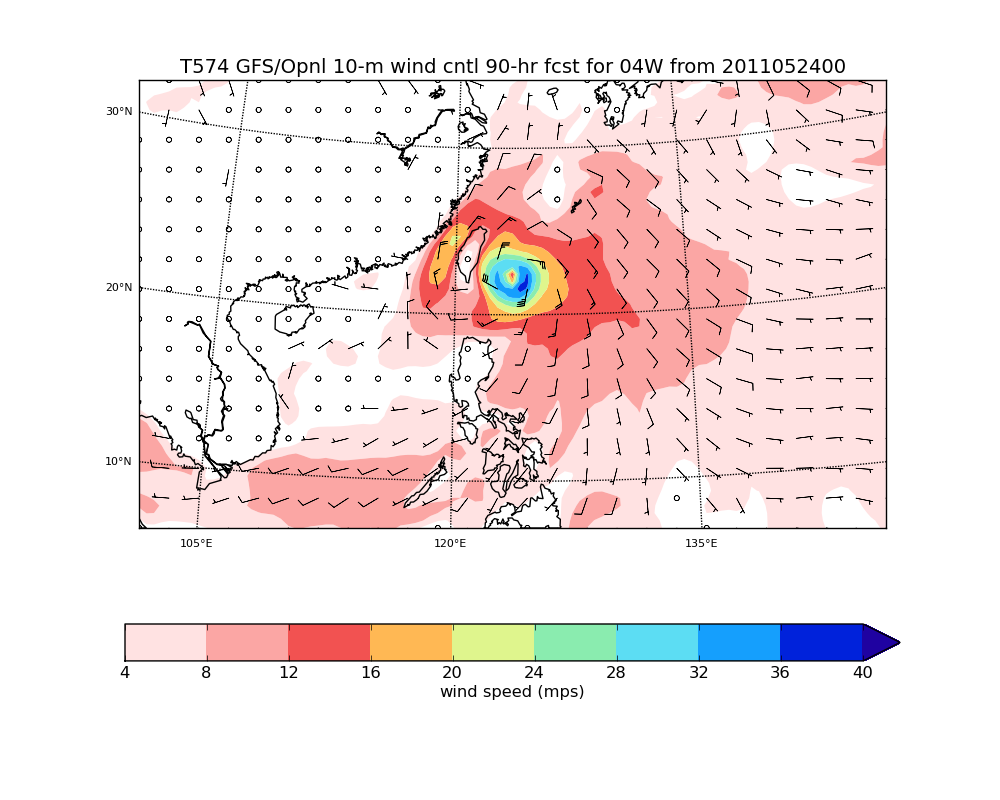 T574 GFS/Opnl 10-m wind cntl 90-hr fcst for 04W from 2011052400
30°N
20°N
10°N
105°E 120°E 135°E
4 8 12 16 20 24 28 32 36 40
wind speed (mps)